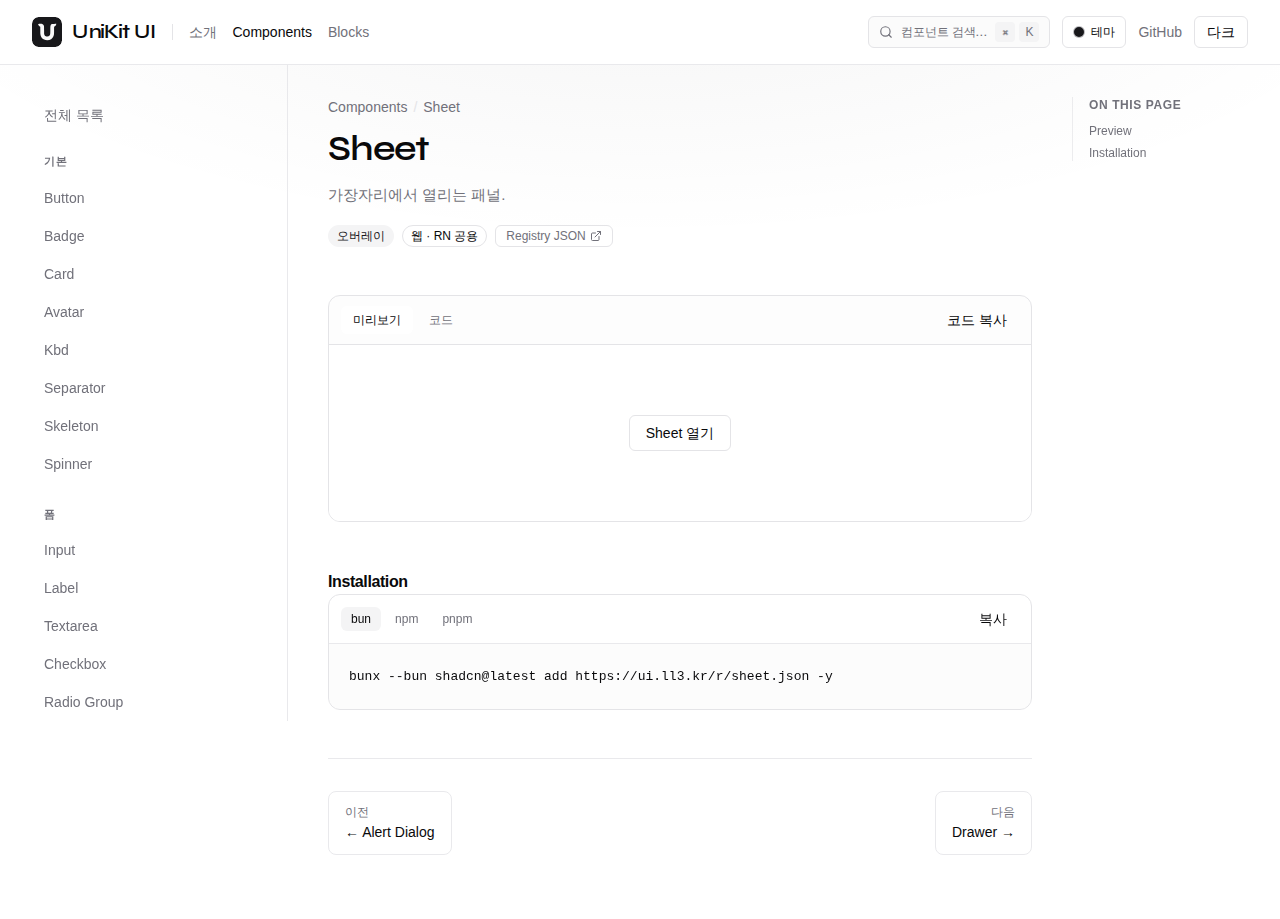 UniKit UI 소개 Components Blocks 컴포넌트 검색… ⌘ K 테마 GitHub 다크
전체 목록
기본
Button
Badge
Card
Avatar
Kbd
Separator
Skeleton
Spinner
폼
Input
Label
Textarea
Checkbox
Radio Group
Components / Sheet
Sheet
가장자리에서 열리는 패널.
오버레이 웹 · RN 공용 Registry JSON
미리보기 코드 코드 복사
Sheet 열기
Installation
bun npm pnpm 복사
bunx --bun shadcn@latest add https://ui.ll3.kr/r/sheet.json -y
이전
← Alert Dialog
다음
Drawer →
ON THIS PAGE
Preview
Installation